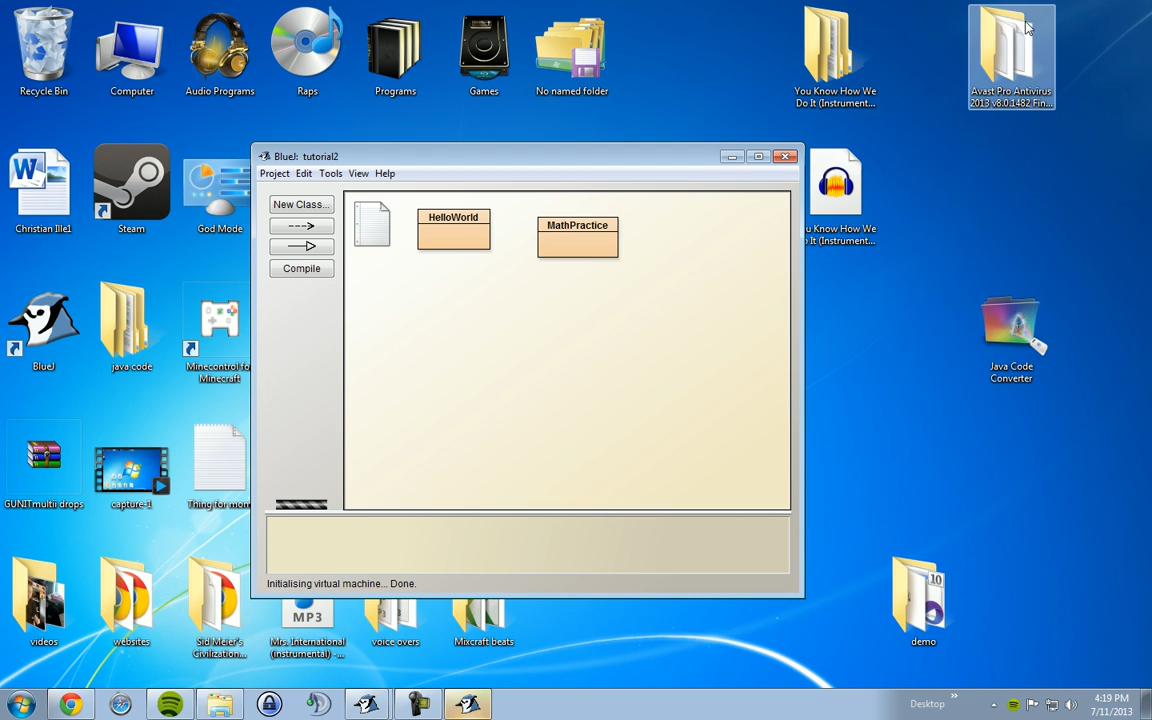 Recycle Bin
Computer
Audio Programs
Raps
Programs
Games
No named folder
You Know How We
Do It (Instrument...
Avast Pro Antivirus
2013 v8.0.1482 Fin...
BlueJ: tutorial2
Project Edit Tools View Help
New Class...
HelloWorld
MathPractice
Compile
Christian Ille1
Steam
God Mode
u Know How We
o It (Instrument...
BlueJ
java code
Minecontrol fo
Minecraft
Java Code
Converter
GUNITmultii drops
capture-1
Thing for mom
Initialising virtual machine... Done.
MP3
10
videos
websites
Sid Meier's
Civilization...
Mrs. International
(instrumental) -...
voice overs
Mixcraft beats
demo
Desktop
4:19 PM
7/11/2013